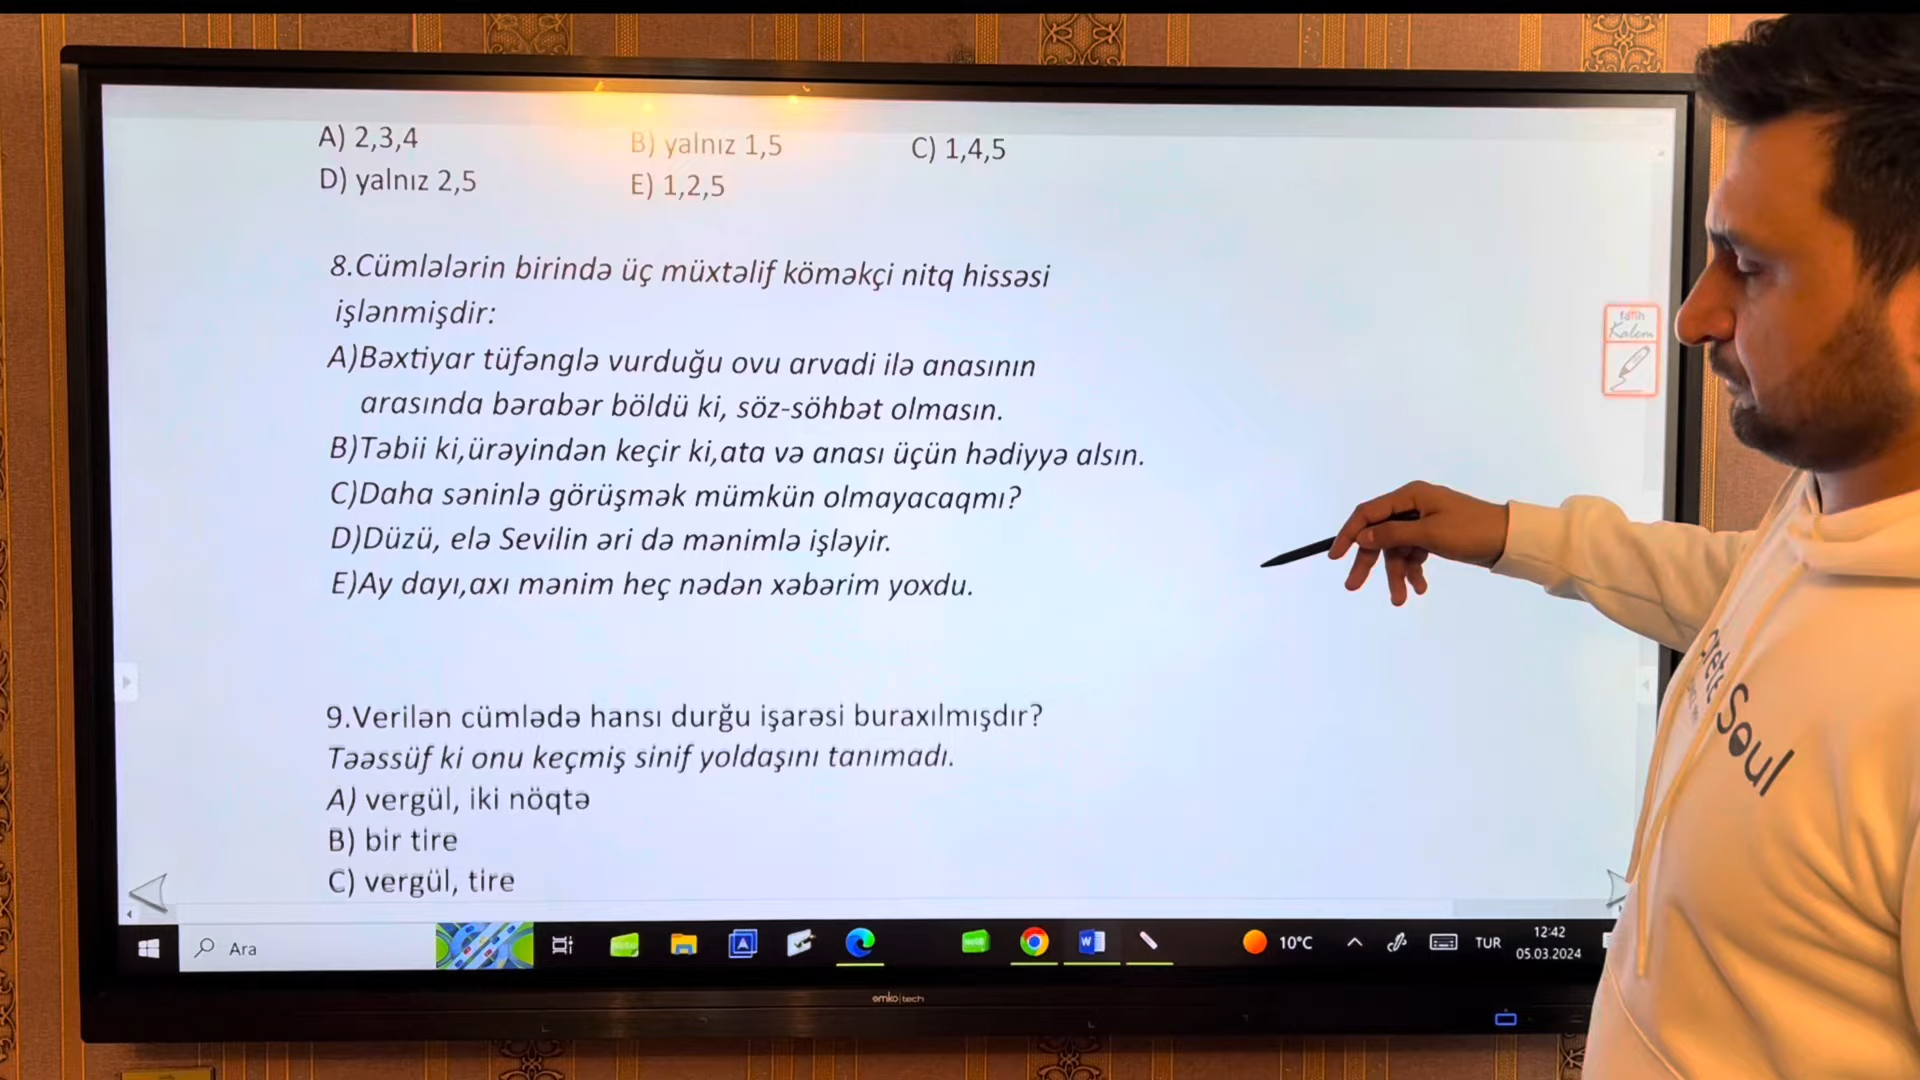 A) 2,3,4 B) yalnız 1,5 C) 1,4,5
D) yalnız 2,5 E) 1,2,5
8.Cümlələrin birində üç müxtəlif köməkçi nitq hissəsi
işlənmişdir:
A)Bəxtiyar tüfənglə vurduğu ovu arvadi ilə anasının
arasında bərabər böldü ki, söz-söhbət olmasın.
B)Təbii ki,ürəyindən keçir ki,ata və anası üçün hədiyyə alsın.
C)Daha səninlə görüşmək mümkün olmayacaqmı?
D)Düzü, elə Sevilin əri də mənimlə işləyir.
E)Ay dayı,axı mənim heç nədən xəbərim yoxdu.
9.Verilən cümlədə hansı durğu işarəsi buraxılmışdır?
Təəssüf ki onu keçmiş sinif yoldaşını tanımadı.
A) vergül, iki nöqtə
B) bir tire
C) vergül, tire
fatih
Kalem
Soul
Ara
10°C
TUR
12:42
05.03.2024
emko|tech